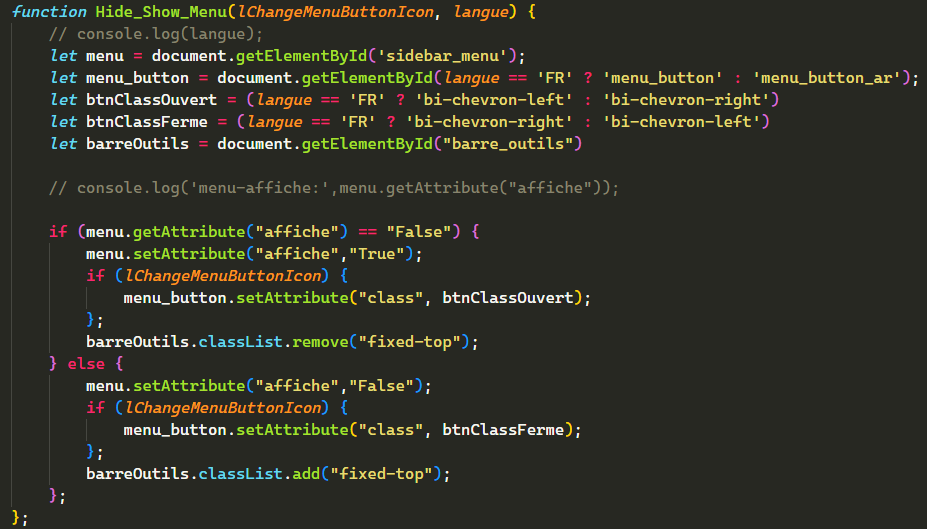 function Hide_Show_Menu(lChangeMenuButtonIcon, langue) {
    // console.log(langue);
    let menu = document.getElementById('sidebar_menu');
    let menu_button = document.getElementById(langue == 'FR' ? 'menu_button' : 'menu_button_ar');
    let btnClassOuvert = (langue == 'FR' ? 'bi-chevron-left' : 'bi-chevron-right')
    let btnClassFerme = (langue == 'FR' ? 'bi-chevron-right' : 'bi-chevron-left')
    let barreOutils = document.getElementById("barre_outils")

    // console.log('menu-affiche:',menu.getAttribute("affiche"));

    if (menu.getAttribute("affiche") == "False") {
        menu.setAttribute("affiche","True");
        if (lChangeMenuButtonIcon) {
            menu_button.setAttribute("class", btnClassOuvert);
        };
        barreOutils.classList.remove("fixed-top");
    } else {
        menu.setAttribute("affiche","False");
        if (lChangeMenuButtonIcon) {
            menu_button.setAttribute("class", btnClassFerme);
        };
        barreOutils.classList.add("fixed-top");
    };
};